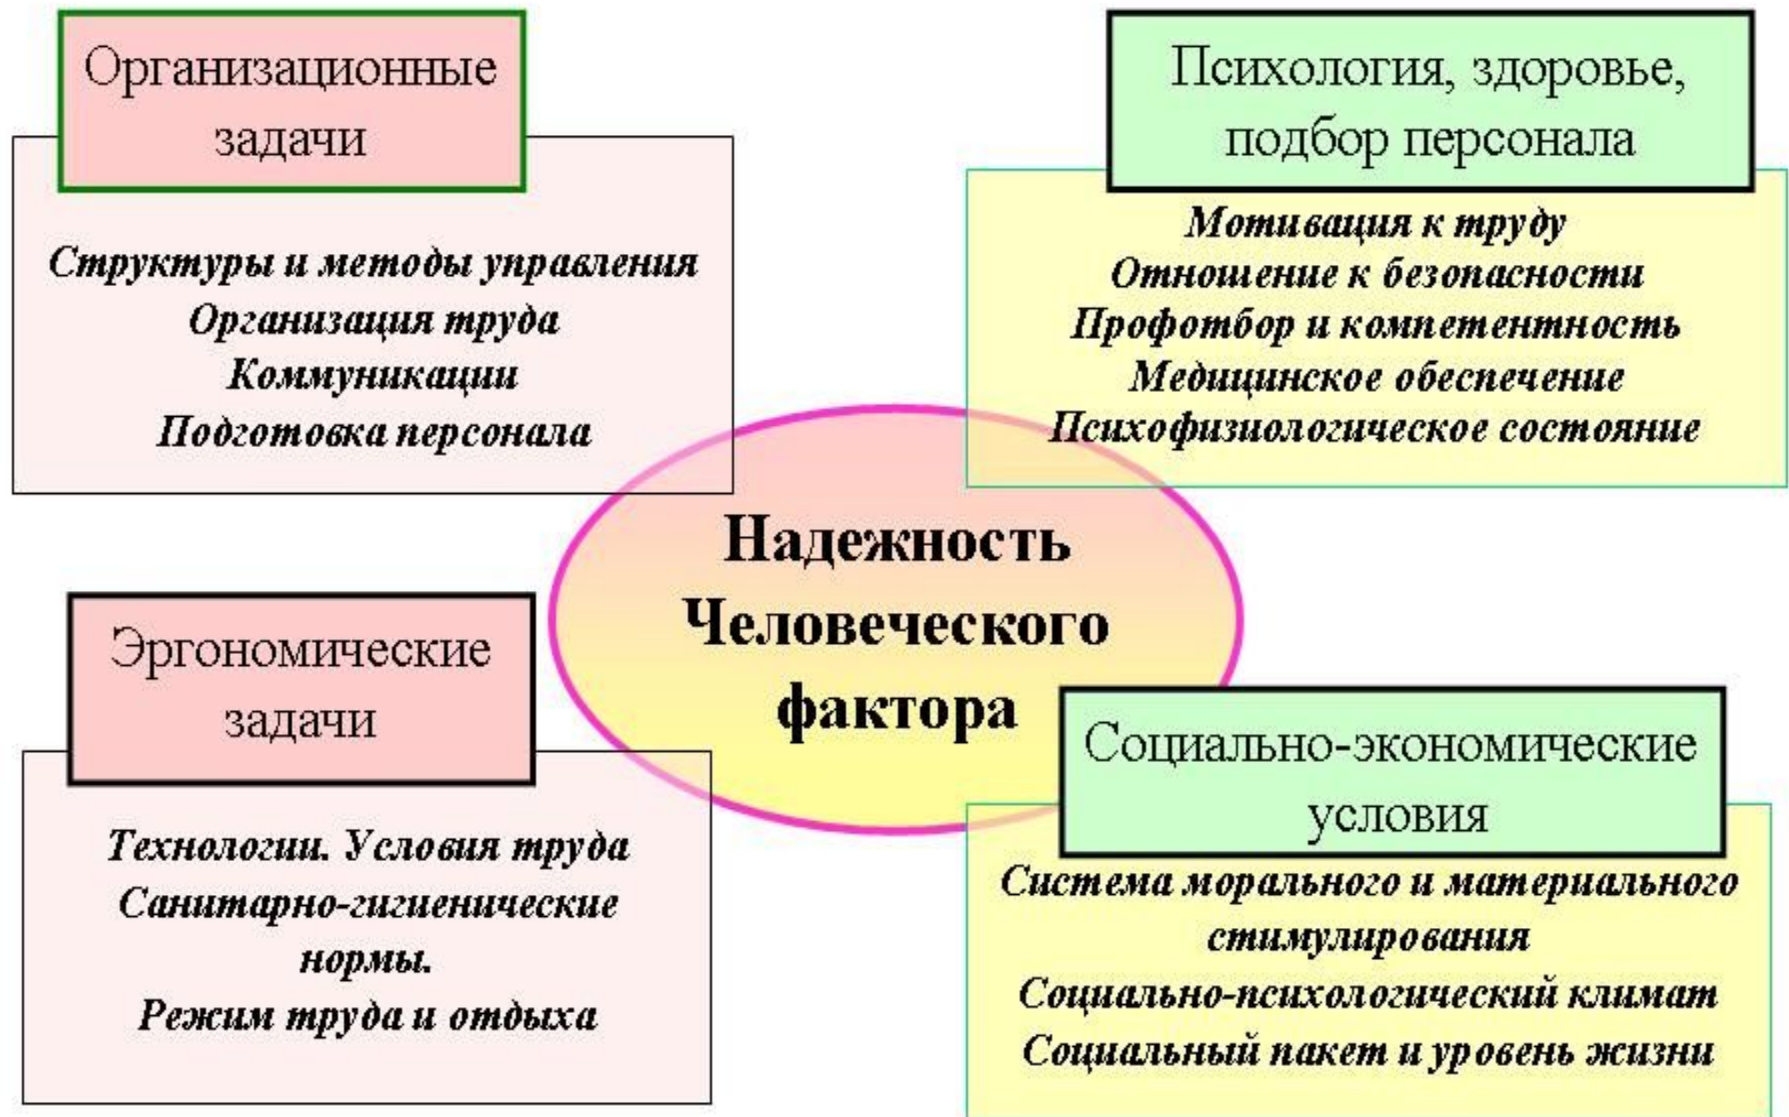 Организационные
задачи
Структуры и методы управления
Организация труда
Коммуникации
Подготовка персонала
Психология, здоровье,
подбор персонала
Мотивация к труду
Отношение к безопасности
Профотбор и компетентность
Медицинское обеспечение
Психофизиологическое состояние
Надежность
Человеческого
фактора
Эргономические
задачи
Технологии. Условия труда
Санитарно-гигиенические
нормы.
Режим труда и отдыха
Социально-экономические
условия
Система морального и материального
стимулирования
Социально-психологический климат
Социальный пакет и уровень жизни